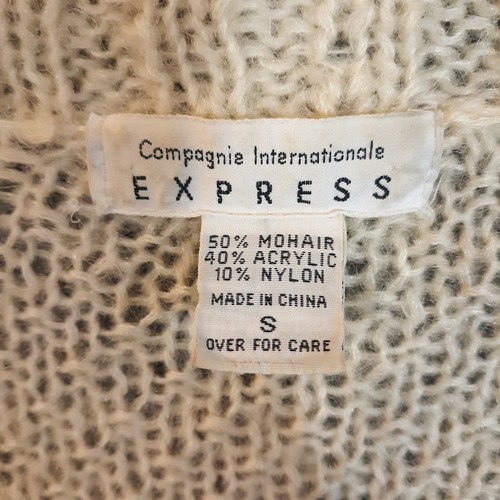 Compagnie Internationale
EXPRESS
50% MOHAIR
40% ACRYLIC
10% NYLON
MADE IN CHINA
S
OVER FOR CARE